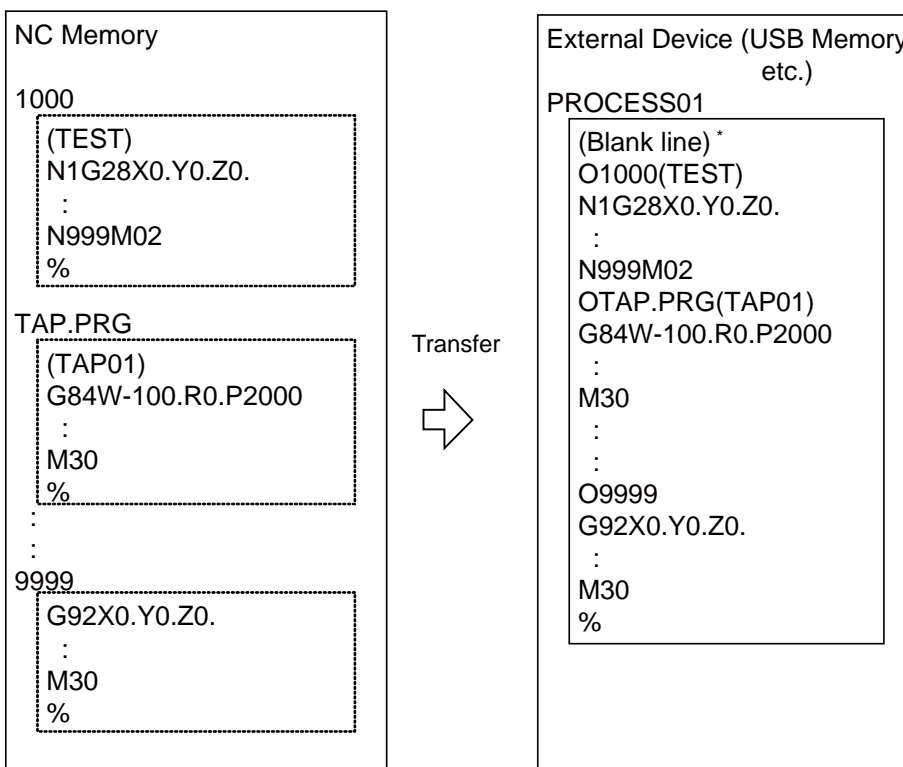 NC Memory
1000
(TEST)
N1G28X0.Y0.Z0.
:
N999M02
%
TAP.PRG
(TAP01)
G84W-100.R0.P2000
:
M30
%
:
:
9999
G92X0.Y0.Z0.
:
M30
%
Transfer
External Device (USB Memory
etc.)
PROCESS01
(Blank line) *
O1000(TEST)
N1G28X0.Y0.Z0.
:
N999M02
OTAP.PRG(TAP01)
G84W-100.R0.P2000
:
M30
:
:
O9999
G92X0.Y0.Z0.
:
M30
%